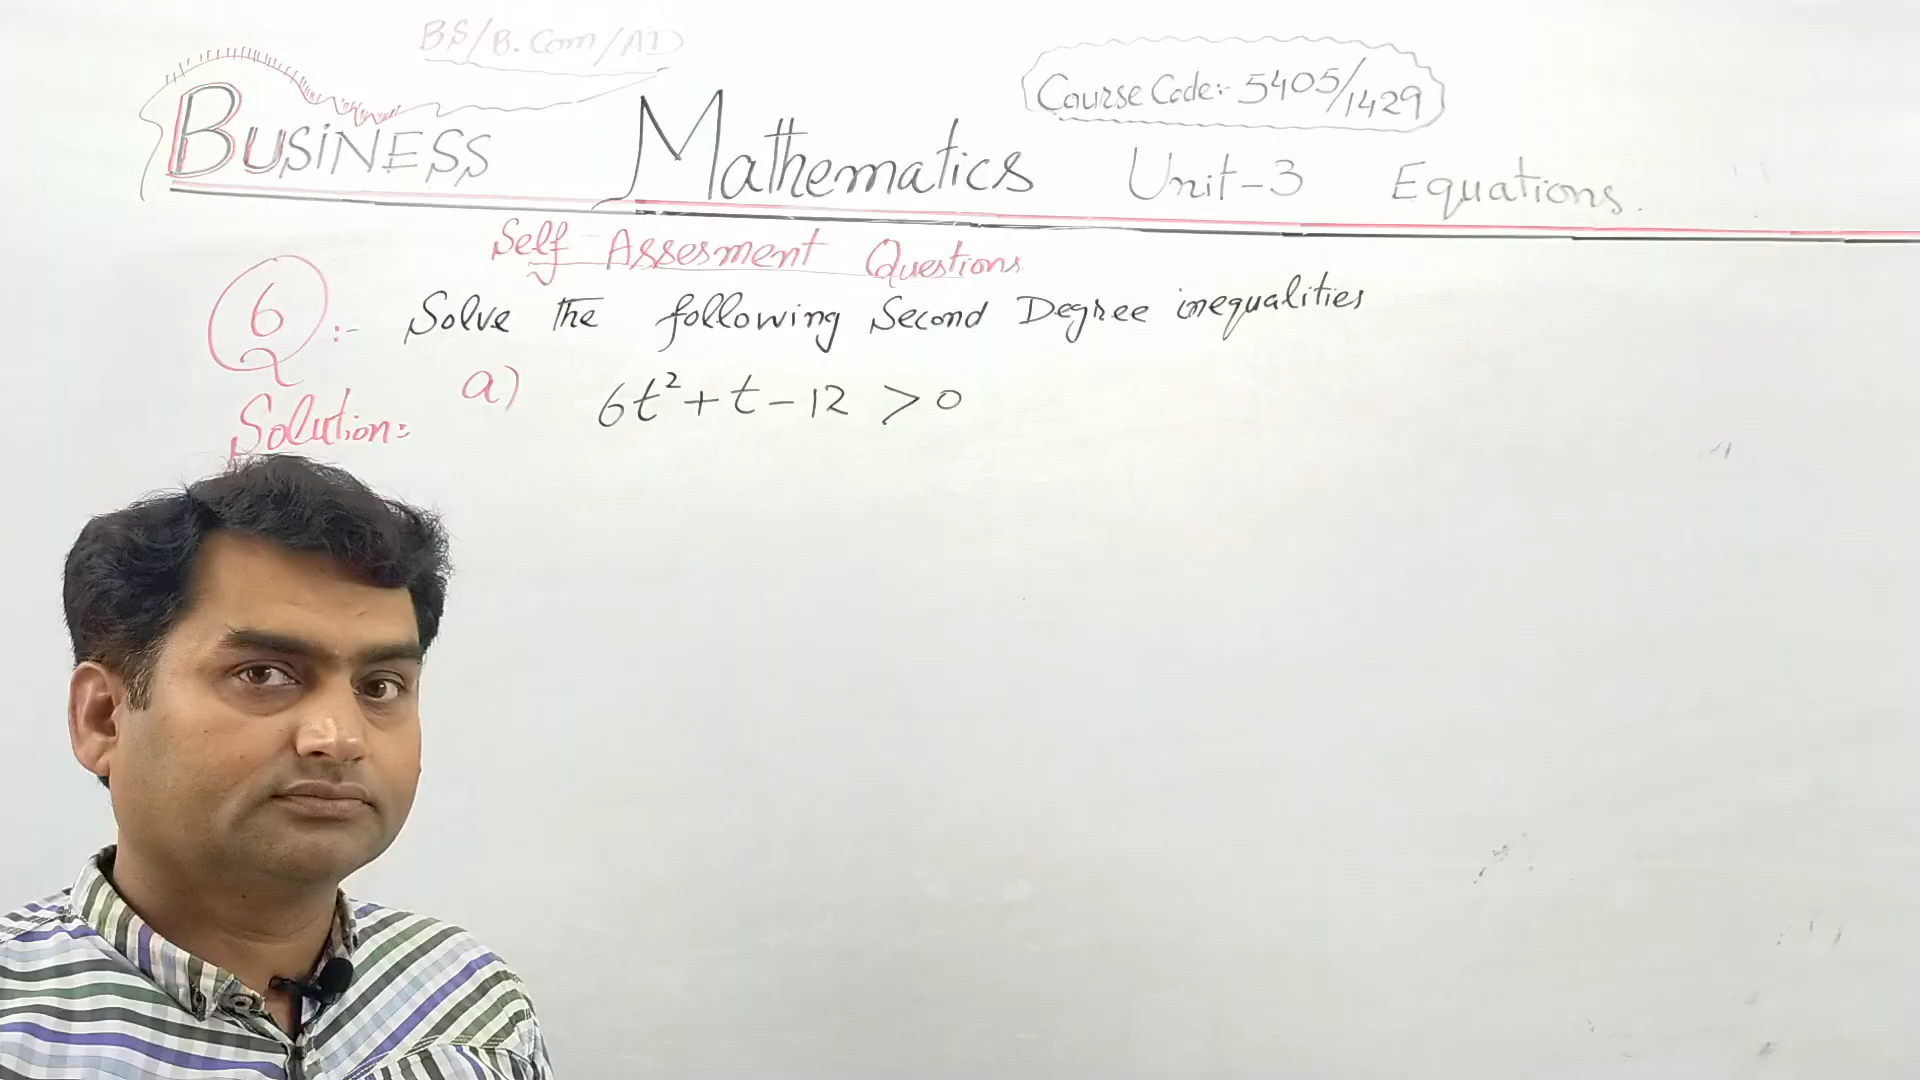 BS/B.Com/AD
Course Code:- 5405/1429
BUSINESS Mathematics Unit-3 Equations.
Self Assesment Questions
Q6:- Solve the following Second Degree inequalities
a) 6t²+t-12 >0
Solution: